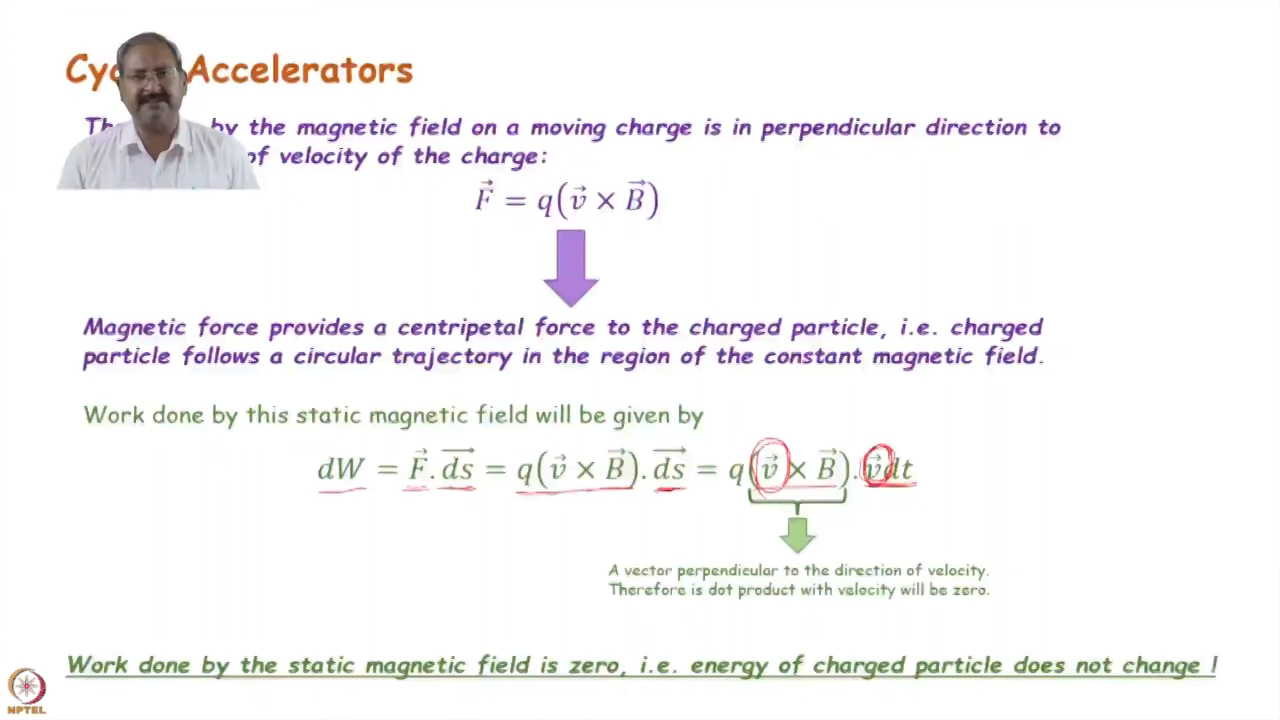 Cy Accelerators
Th by the magnetic field on a moving charge is in perpendicular direction to
of velocity of the charge:
F⃗ = q(v⃗ × B⃗)
Magnetic force provides a centripetal force to the charged particle, i.e. charged
particle follows a circular trajectory in the region of the constant magnetic field.
Work done by this static magnetic field will be given by
dW = F⃗.ds⃗ = q(v⃗ × B⃗).ds⃗ = q(v⃗ × B⃗).v⃗dt
A vector perpendicular to the direction of velocity.
Therefore is dot product with velocity will be zero.
Work done by the static magnetic field is zero, i.e. energy of charged particle does not change !
NPTEL